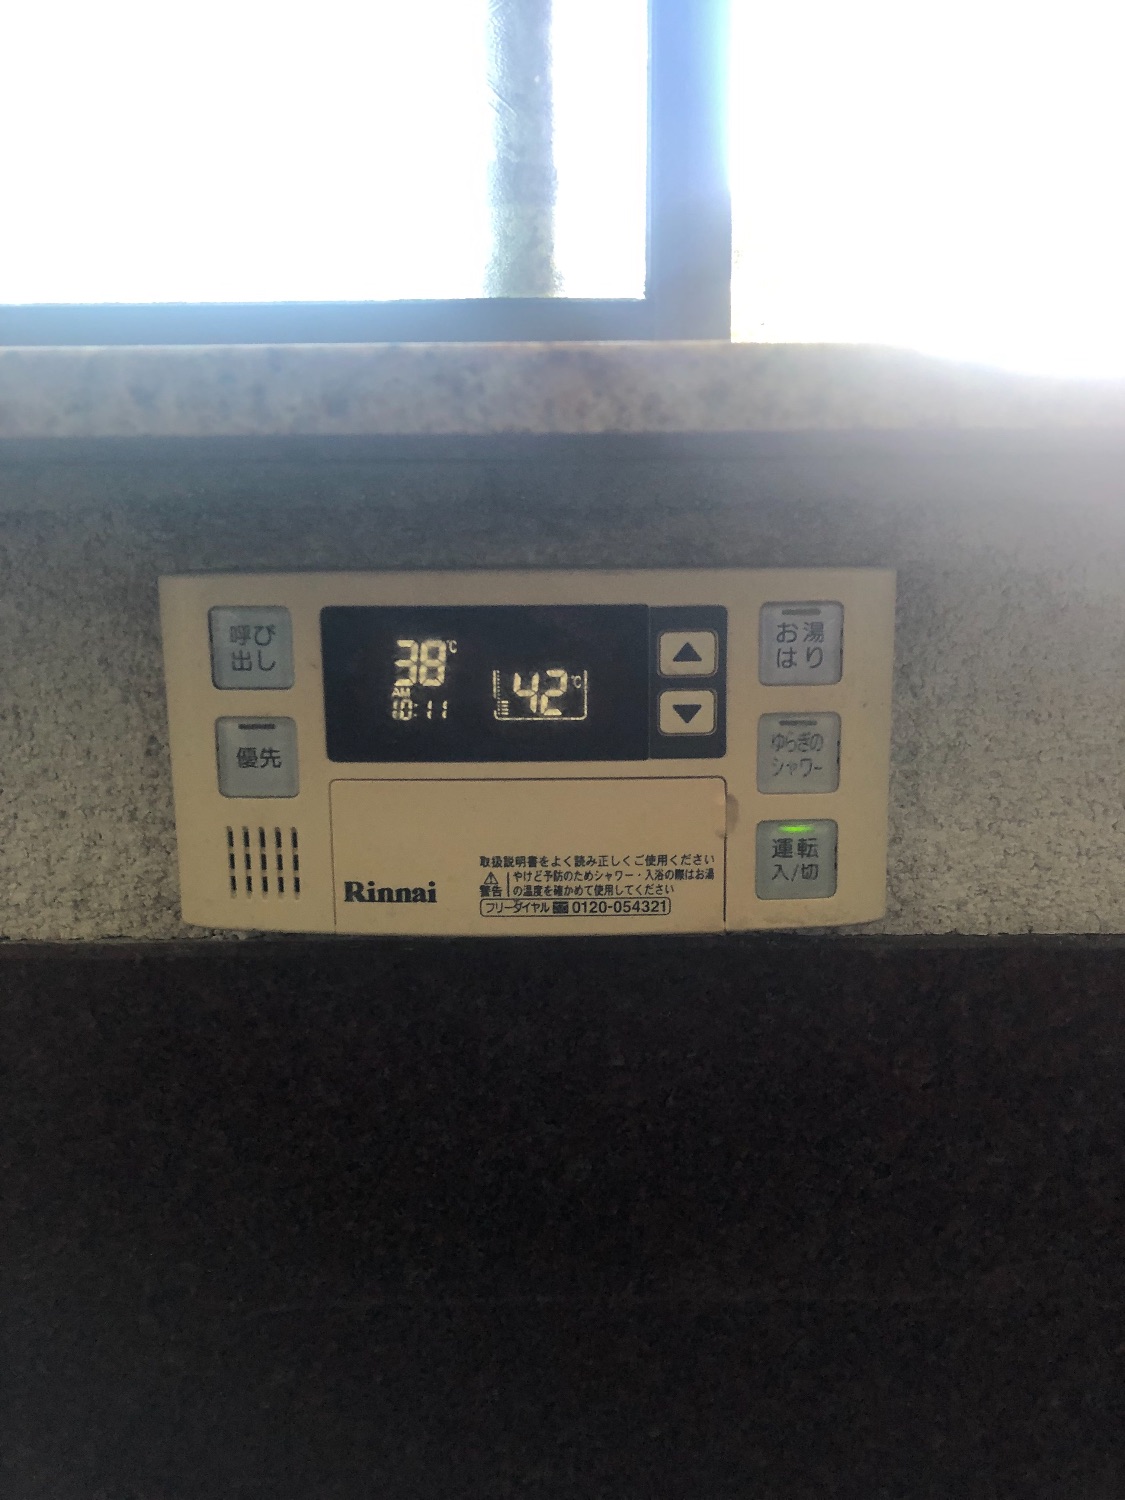 呼び
出し
優先
38℃
AM
10:11
42℃
お湯
はり
ゆらぎの
シャワー
運転
入/切
Rinnai
取扱説明書をよく読み正しくご使用ください
警告
やけど予防のためシャワー・入浴の際はお湯
の温度を確かめて使用してください
フリーダイヤル 0120-054321